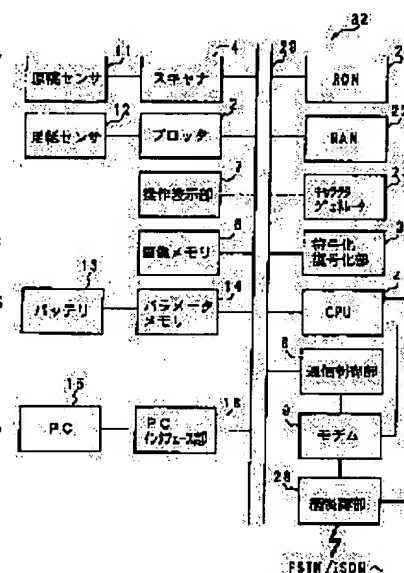 11
4
28
32
原稿センサ
スキャナ
ROM
12
2
用紙センサ
プロッタ
RAM
7
操作表示部
キャラクタ
ジェネレータ
6
画像メモリ
符号化
復号化部
13
14
バッテリ
パラメータ
メモリ
CPU
8
通信制御部
15
16
PC
PC
インタフェース部
9
モデム
28
網制御部
PSTN/ISDNへ